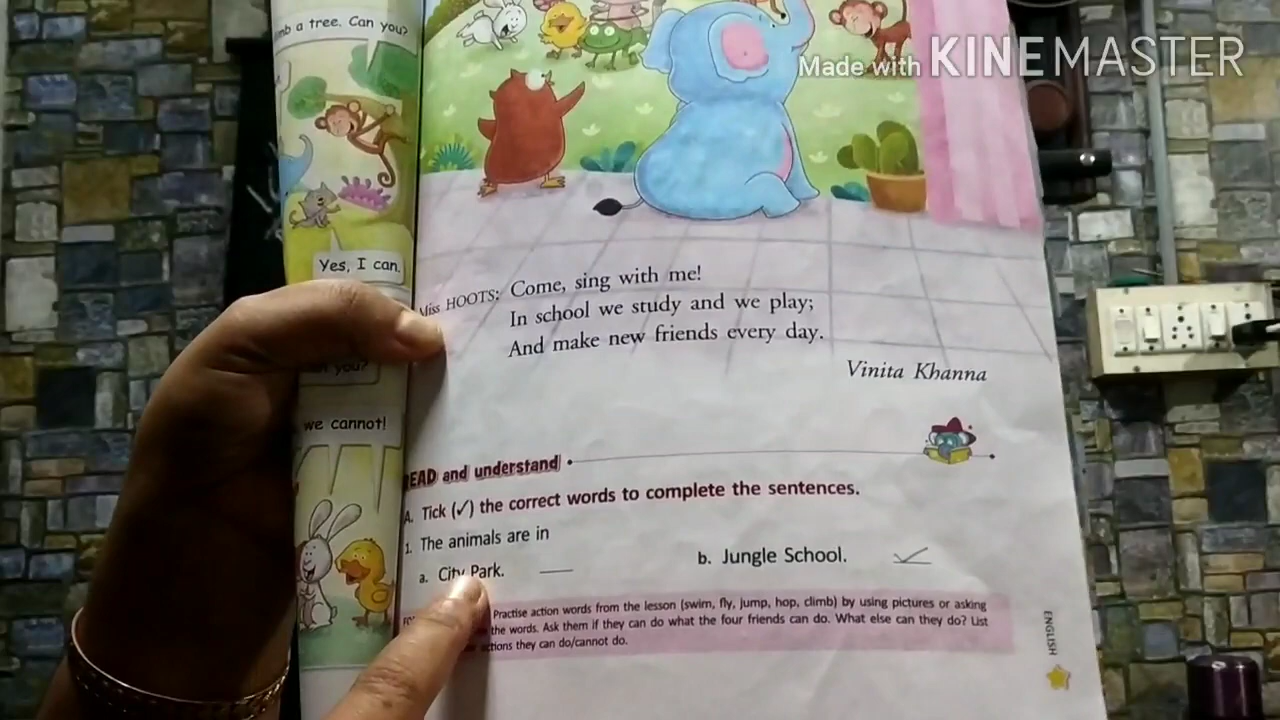 mb a tree. Can you?
Yes, I can.
you?
we cannot!
Made with KINEMASTER
Miss HOOTS: Come, sing with me!
In school we study and we play;
And make new friends every day.
Vinita Khanna
EAD and understand
A. Tick (✓) the correct words to complete the sentences.
1. The animals are in
a. City Park.
b. Jungle School.
Practise action words from the lesson (swim, fly, jump, hop, climb) by using pictures or asking
the words. Ask them if they can do what the four friends can do. What else can they do? List
actions they can do/cannot do.
ENGLISH